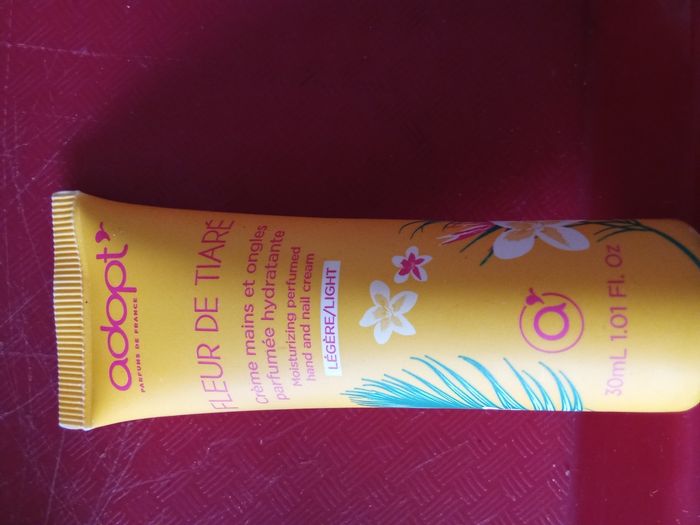 adopt'
PARFUMS DE FRANCE
FLEUR DE TIARÉ
Crème mains et ongles
parfumée hydratante
Moisturizing perfumed
hand and nail cream
LÉGÈRE/LIGHT
a
30mL 1.01 Fl. Oz